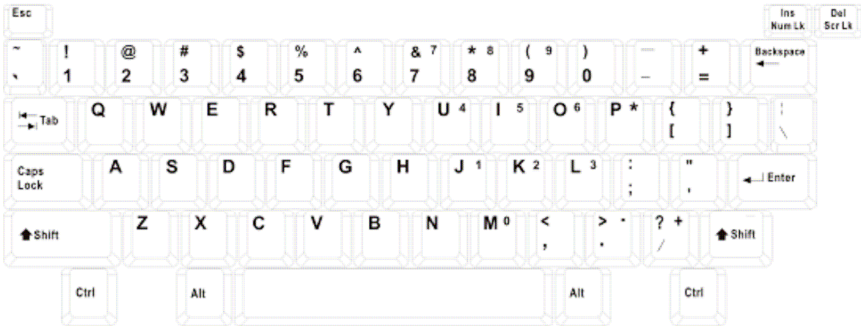 Esc Ins Del
Num Lk Scr Lk
~ ! @ # $ % ^ & 7 * 8 ( 9 ) — + Backspace
` 1 2 3 4 5 6 7 8 9 0 – =
Tab Q W E R T Y U 4 I 5 O 6 P * { } ¦
[ ] \
Caps Lock A S D F G H J 1 K 2 L 3 : " Enter
; '
Shift Z X C V B N M 0 < > . ? + Shift
, . /
Ctrl Alt Alt Ctrl